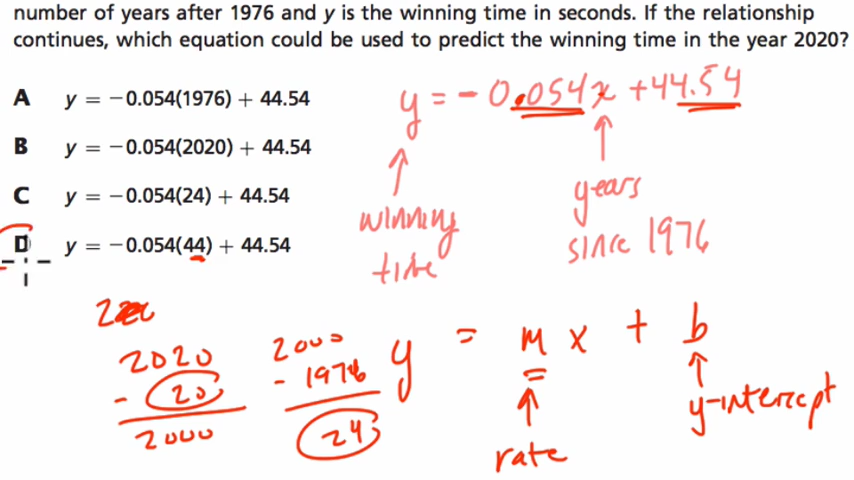 number of years after 1976 and y is the winning time in seconds. If the relationship
continues, which equation could be used to predict the winning time in the year 2020?
A y = −0.054(1976) + 44.54
B y = −0.054(2020) + 44.54
C y = −0.054(24) + 44.54
D y = −0.054(44) + 44.54
y = - 0.054x + 44.54
winning
time
years
since 1976
2020
- 20
2000
2000
- 1976
24
y = m x + b
rate
y-intercept